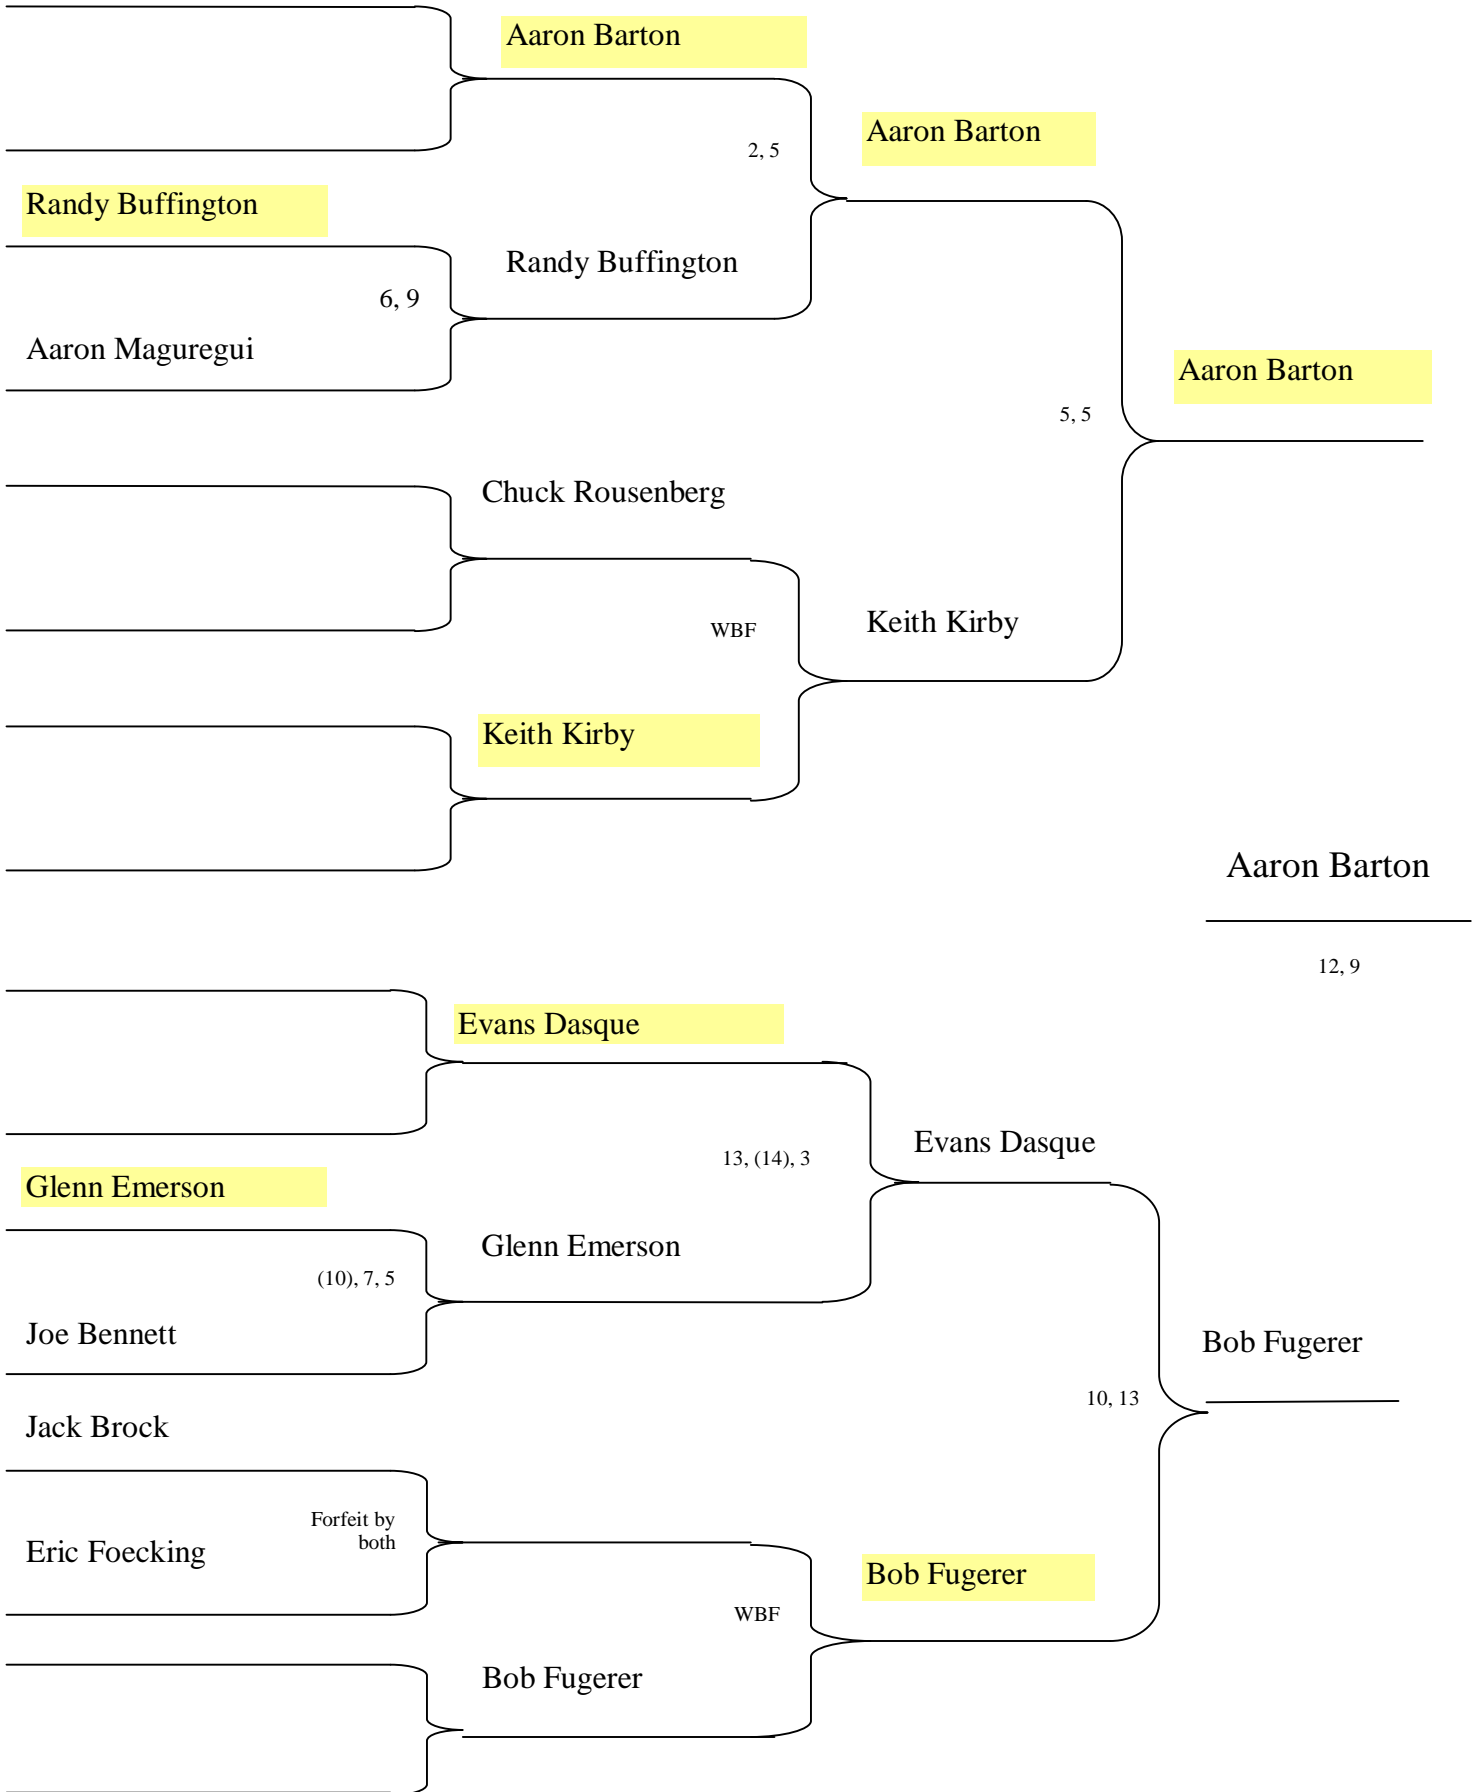 Aaron Barton
Aaron Barton
2, 5
Randy Buffington
Randy Buffington
6, 9
Aaron Maguregui
Aaron Barton
5, 5
Chuck Rousenberg
Keith Kirby
WBF
Keith Kirby
Aaron Barton
12, 9
Evans Dasque
Evans Dasque
13, (14), 3
Glenn Emerson
Glenn Emerson
(10), 7, 5
Joe Bennett
Bob Fugerer
10, 13
Jack Brock
Forfeit by
both
Eric Foecking
Bob Fugerer
WBF
Bob Fugerer